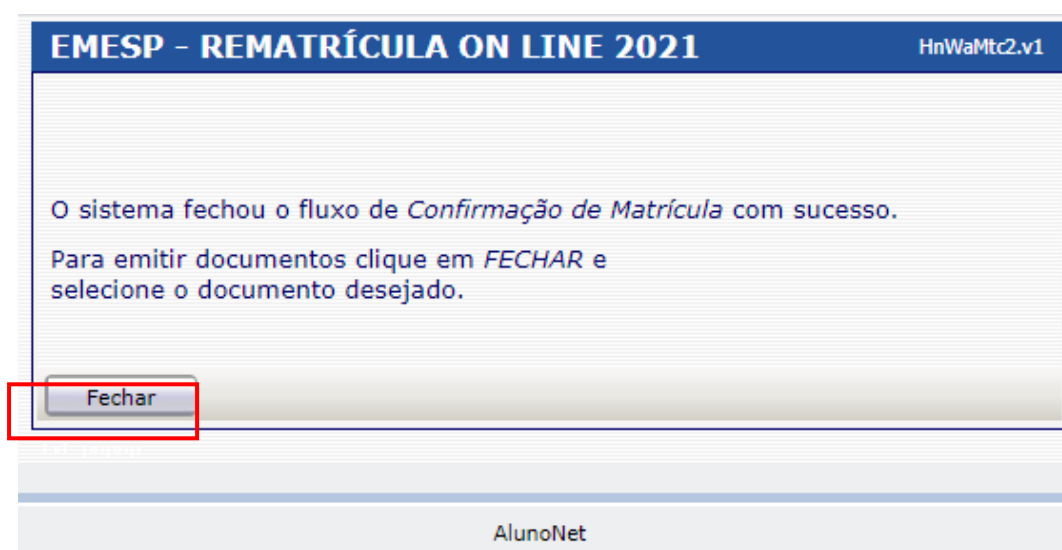 EMESP - REMATRÍCULA ON LINE 2021
HnWaMtc2.v1
O sistema fechou o fluxo de Confirmação de Matrícula com sucesso.
Para emitir documentos clique em FECHAR e
selecione o documento desejado.
Fechar
AlunoNet